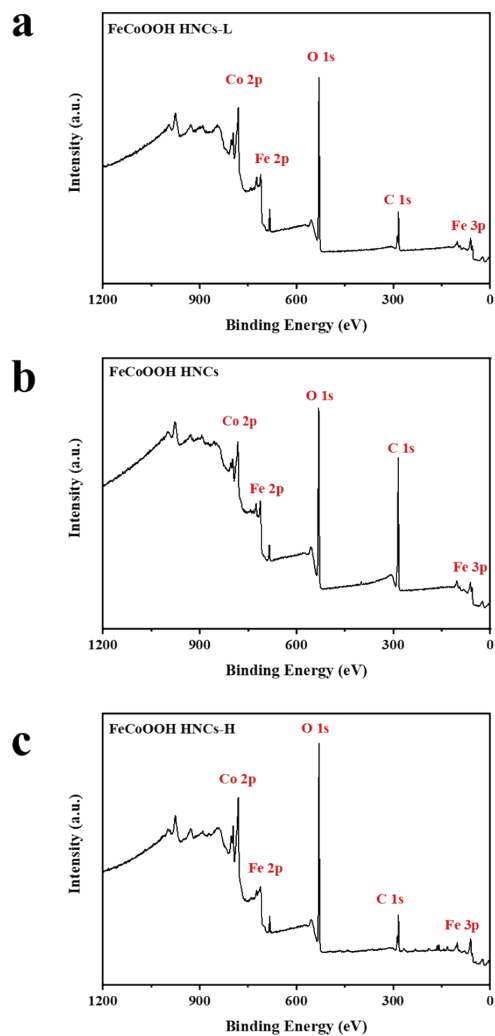 a
FeCoOOH HNCs-L
O 1s
Co 2p
Fe 2p
C 1s
Fe 3p
Intensity (a.u.)
1200 900 600 300 0
Binding Energy (eV)
b
FeCoOOH HNCs
O 1s
Co 2p
C 1s
Fe 2p
Fe 3p
Intensity (a.u.)
1200 900 600 300 0
Binding Energy (eV)
c
FeCoOOH HNCs-H
O 1s
Co 2p
Fe 2p
C 1s
Fe 3p
Intensity (a.u.)
1200 900 600 300 0
Binding Energy (eV)